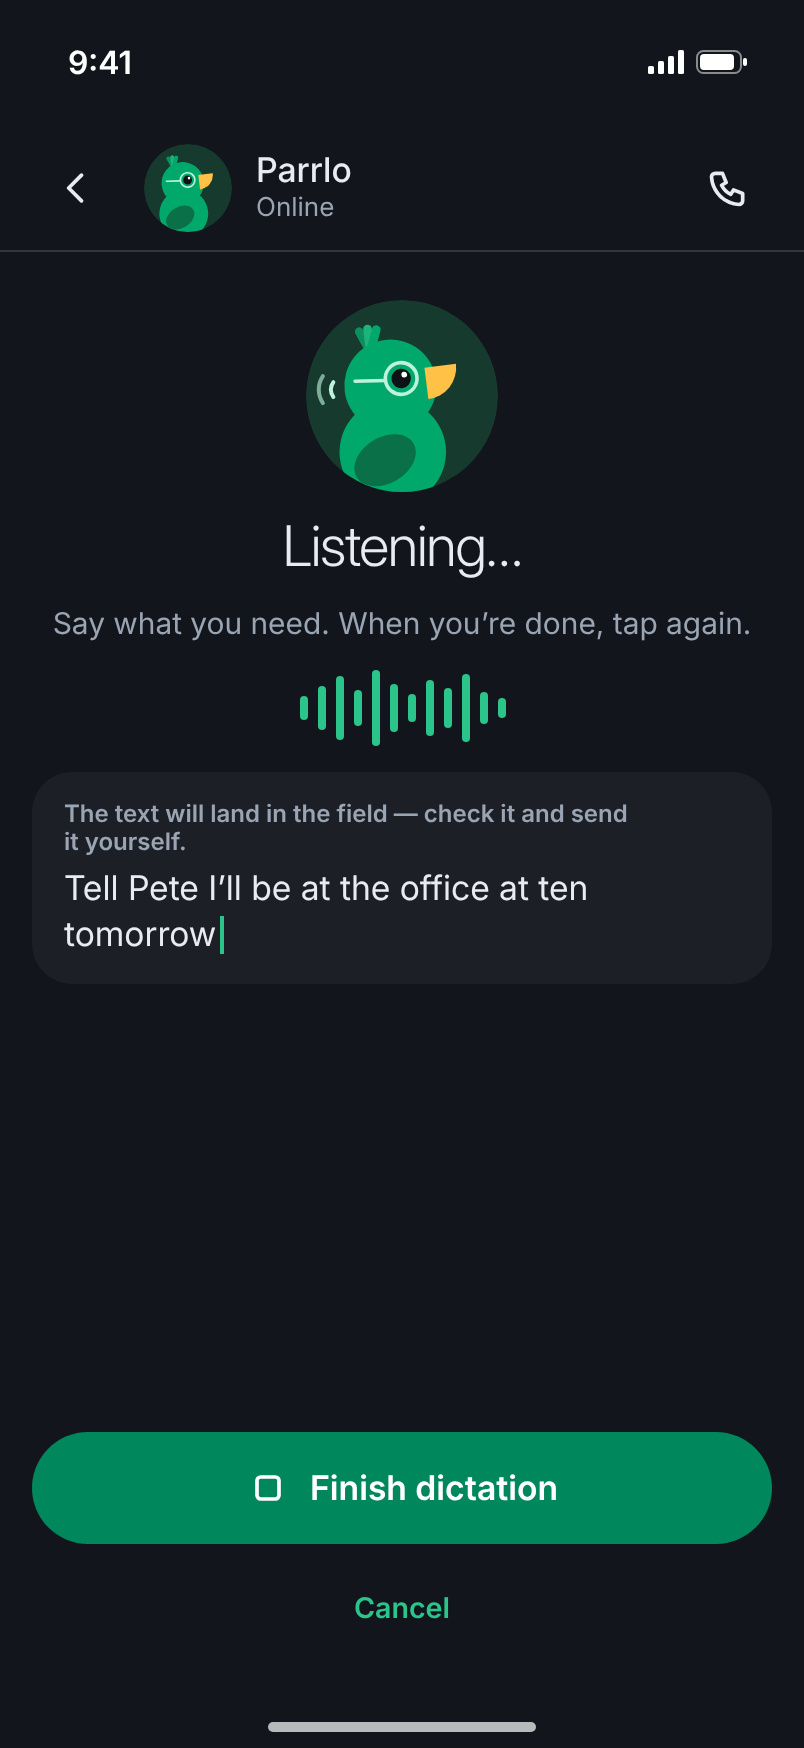 9:41
Parrlo
Online
Listening...
Say what you need. When you’re done, tap again.
The text will land in the field — check it and send
it yourself.
Tell Pete I’ll be at the office at ten
tomorrow
Finish dictation
Cancel